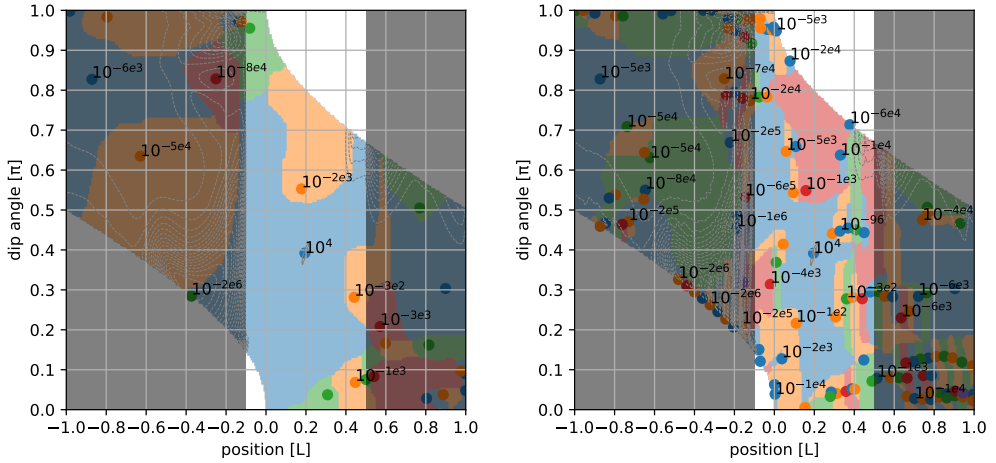 1.0
0.9
0.8
0.7
0.6
0.5
0.4
0.3
0.2
0.1
0.0
dip angle [π]
−1.0 −0.8 −0.6 −0.4 −0.2 0.0 0.2 0.4 0.6 0.8 1.0
position [L]
10^−6e3
10^−8e4
10^−5e4
10^−2e3
10^4
10^−2e6
10^−3e2
10^−3e3
10^−1e3
1.0
0.9
0.8
0.7
0.6
0.5
0.4
0.3
0.2
0.1
0.0
dip angle [π]
−1.0 −0.8 −0.6 −0.4 −0.2 0.0 0.2 0.4 0.6 0.8 1.0
position [L]
10^−5e3
10^−2e4
10^−5e3
10^−7e4
10^−2e4
10^−5e4
10^−6e4
10^−2e5
10^−5e3
10^−1e4
10^−5e4
10^−8e4
10^−6e5
10^−1e3
10^−2e5
10^−1e6
10^−96
10^−4e4
10^4
10^−2e6
10^−4e3
10^−2e6
10^−3e2
10^−6e3
10^−2e5
10^−1e2
10^−6e3
10^−2e3
10^−1e3
10^−1e4
10^−1e4